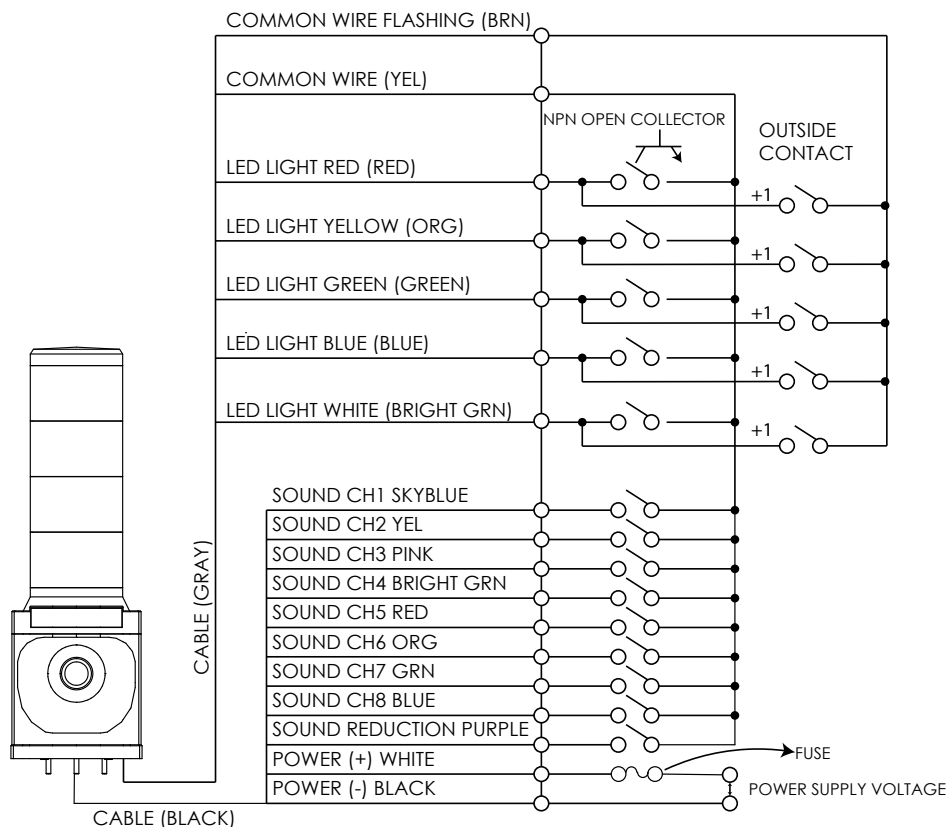 COMMON WIRE FLASHING (BRN)
COMMON WIRE (YEL)
NPN OPEN COLLECTOR
OUTSIDE
CONTACT
LED LIGHT RED (RED)
+1
LED LIGHT YELLOW (ORG)
+1
LED LIGHT GREEN (GREEN)
+1
LED LIGHT BLUE (BLUE)
+1
LED LIGHT WHITE (BRIGHT GRN)
+1
SOUND CH1 SKYBLUE
SOUND CH2 YEL
SOUND CH3 PINK
SOUND CH4 BRIGHT GRN
SOUND CH5 RED
SOUND CH6 ORG
SOUND CH7 GRN
SOUND CH8 BLUE
SOUND REDUCTION PURPLE
POWER (+) WHITE
FUSE
POWER (-) BLACK
POWER SUPPLY VOLTAGE
CABLE (GRAY)
CABLE (BLACK)